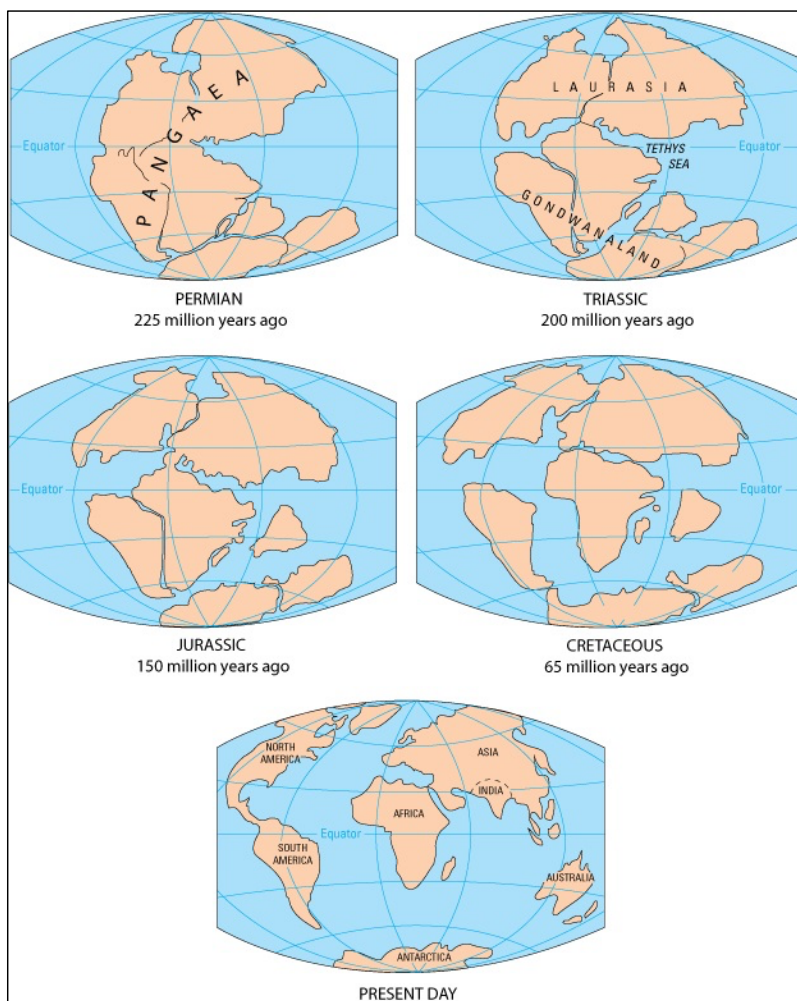 PANGAEA
Equator
PERMIAN
225 million years ago
LAURASIA
TETHYS
SEA
Equator
GONDWANALAND
TRIASSIC
200 million years ago
Equator
JURASSIC
150 million years ago
Equator
CRETACEOUS
65 million years ago
NORTH
AMERICA
ASIA
INDIA
AFRICA
Equator
SOUTH
AMERICA
AUSTRALIA
ANTARCTICA
PRESENT DAY